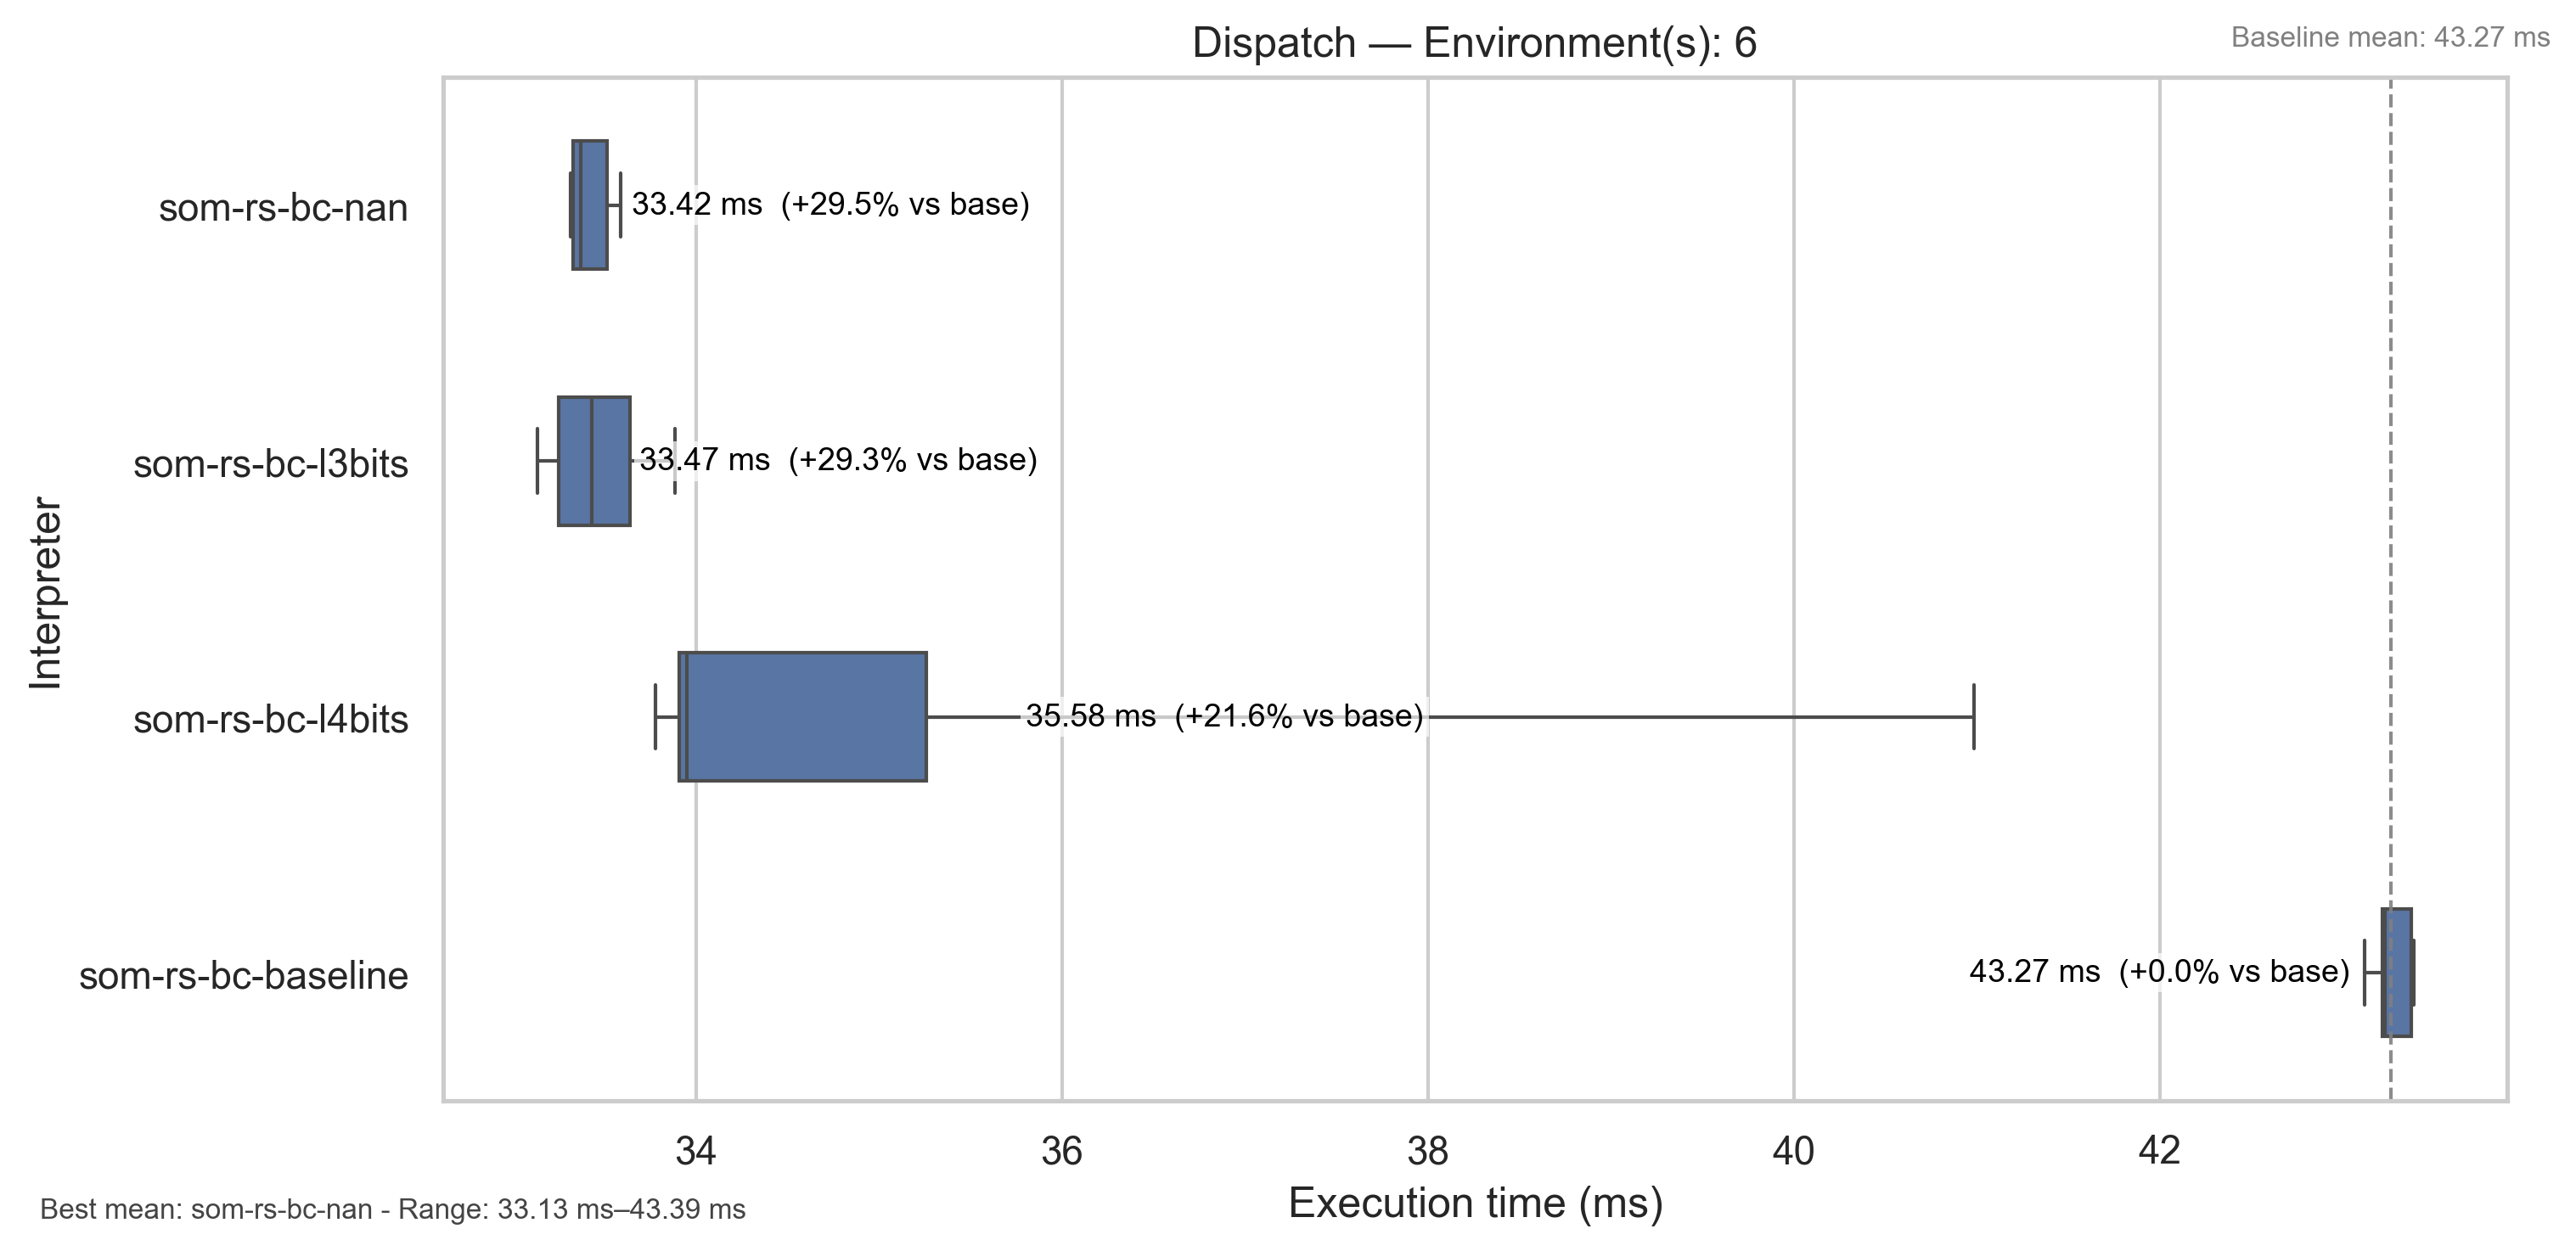 Dispatch — Environment(s): 6
Baseline mean: 43.27 ms
Interpreter
som-rs-bc-nan
33.42 ms (+29.5% vs base)
som-rs-bc-l3bits
33.47 ms (+29.3% vs base)
som-rs-bc-l4bits
35.58 ms (+21.6% vs base)
som-rs-bc-baseline
43.27 ms (+0.0% vs base)
34 36 38 40 42
Execution time (ms)
Best mean: som-rs-bc-nan - Range: 33.13 ms–43.39 ms